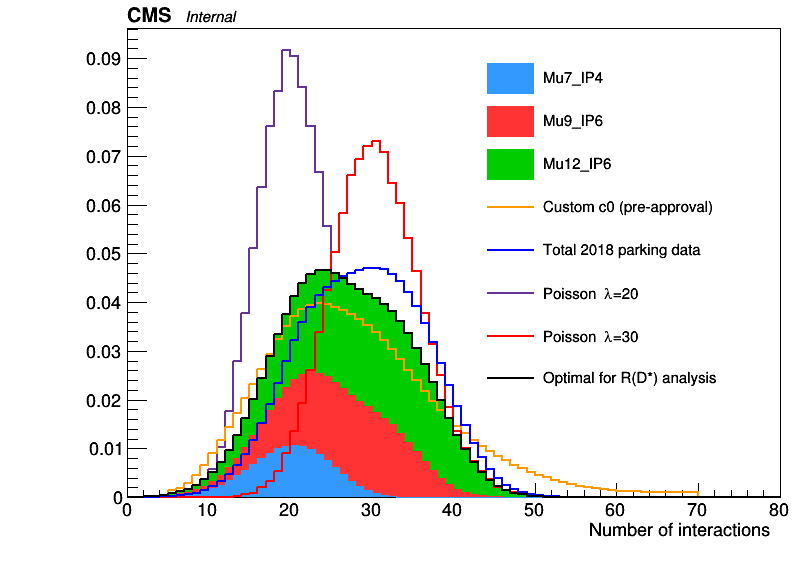 CMS Internal
0.09
0.08
0.07
0.06
0.05
0.04
0.03
0.02
0.01
0
Mu7_IP4
Mu9_IP6
Mu12_IP6
Custom c0 (pre-approval)
Total 2018 parking data
Poisson λ=20
Poisson λ=30
Optimal for R(D*) analysis
0 10 20 30 40 50 60 70 80
Number of interactions